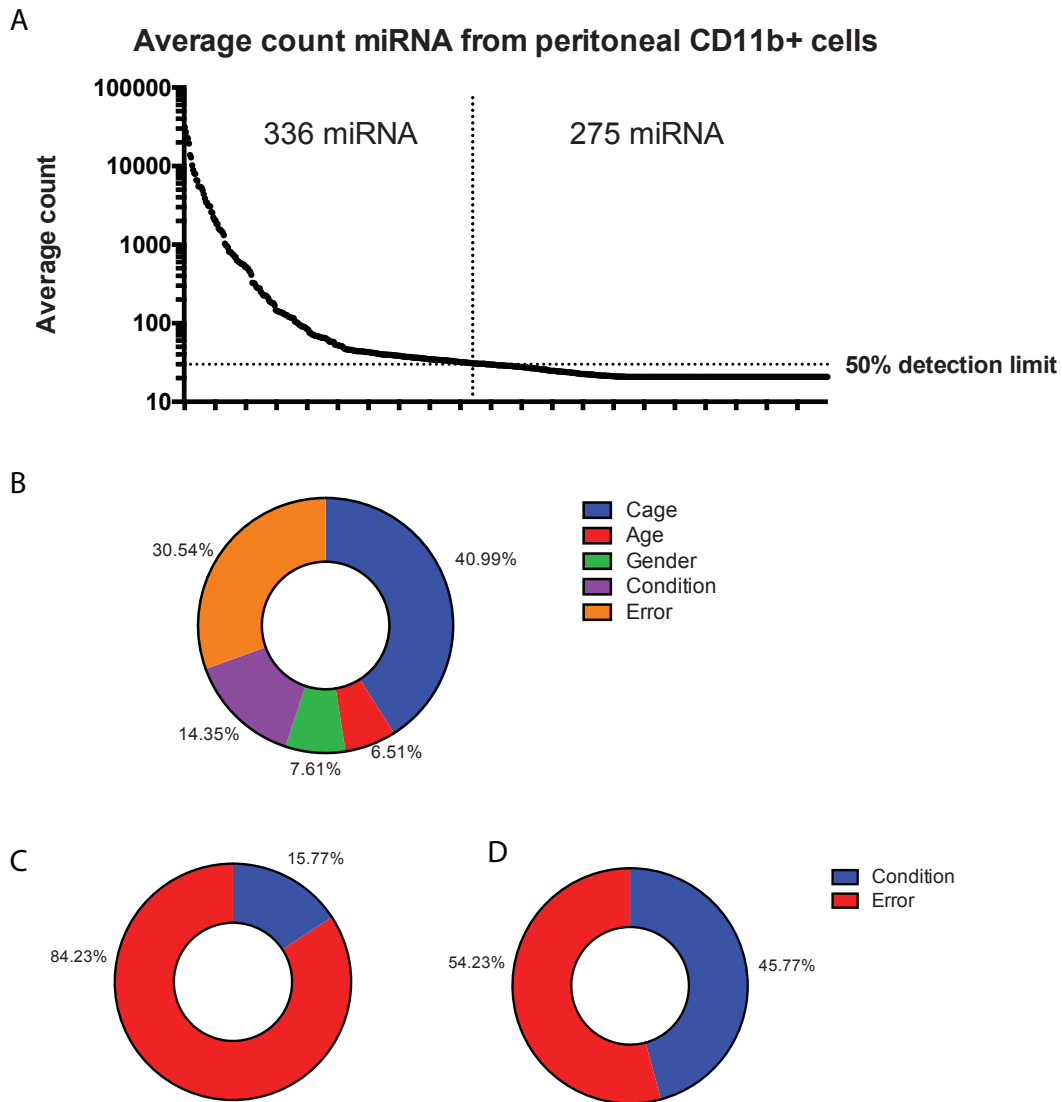 A
Average count miRNA from peritoneal CD11b+ cells
100000
10000
1000
100
10
Average count
336 miRNA
275 miRNA
50% detection limit
B
30.54%
40.99%
14.35%
7.61%
6.51%
Cage
Age
Gender
Condition
Error
C
15.77%
84.23%
D
54.23%
45.77%
Condition
Error